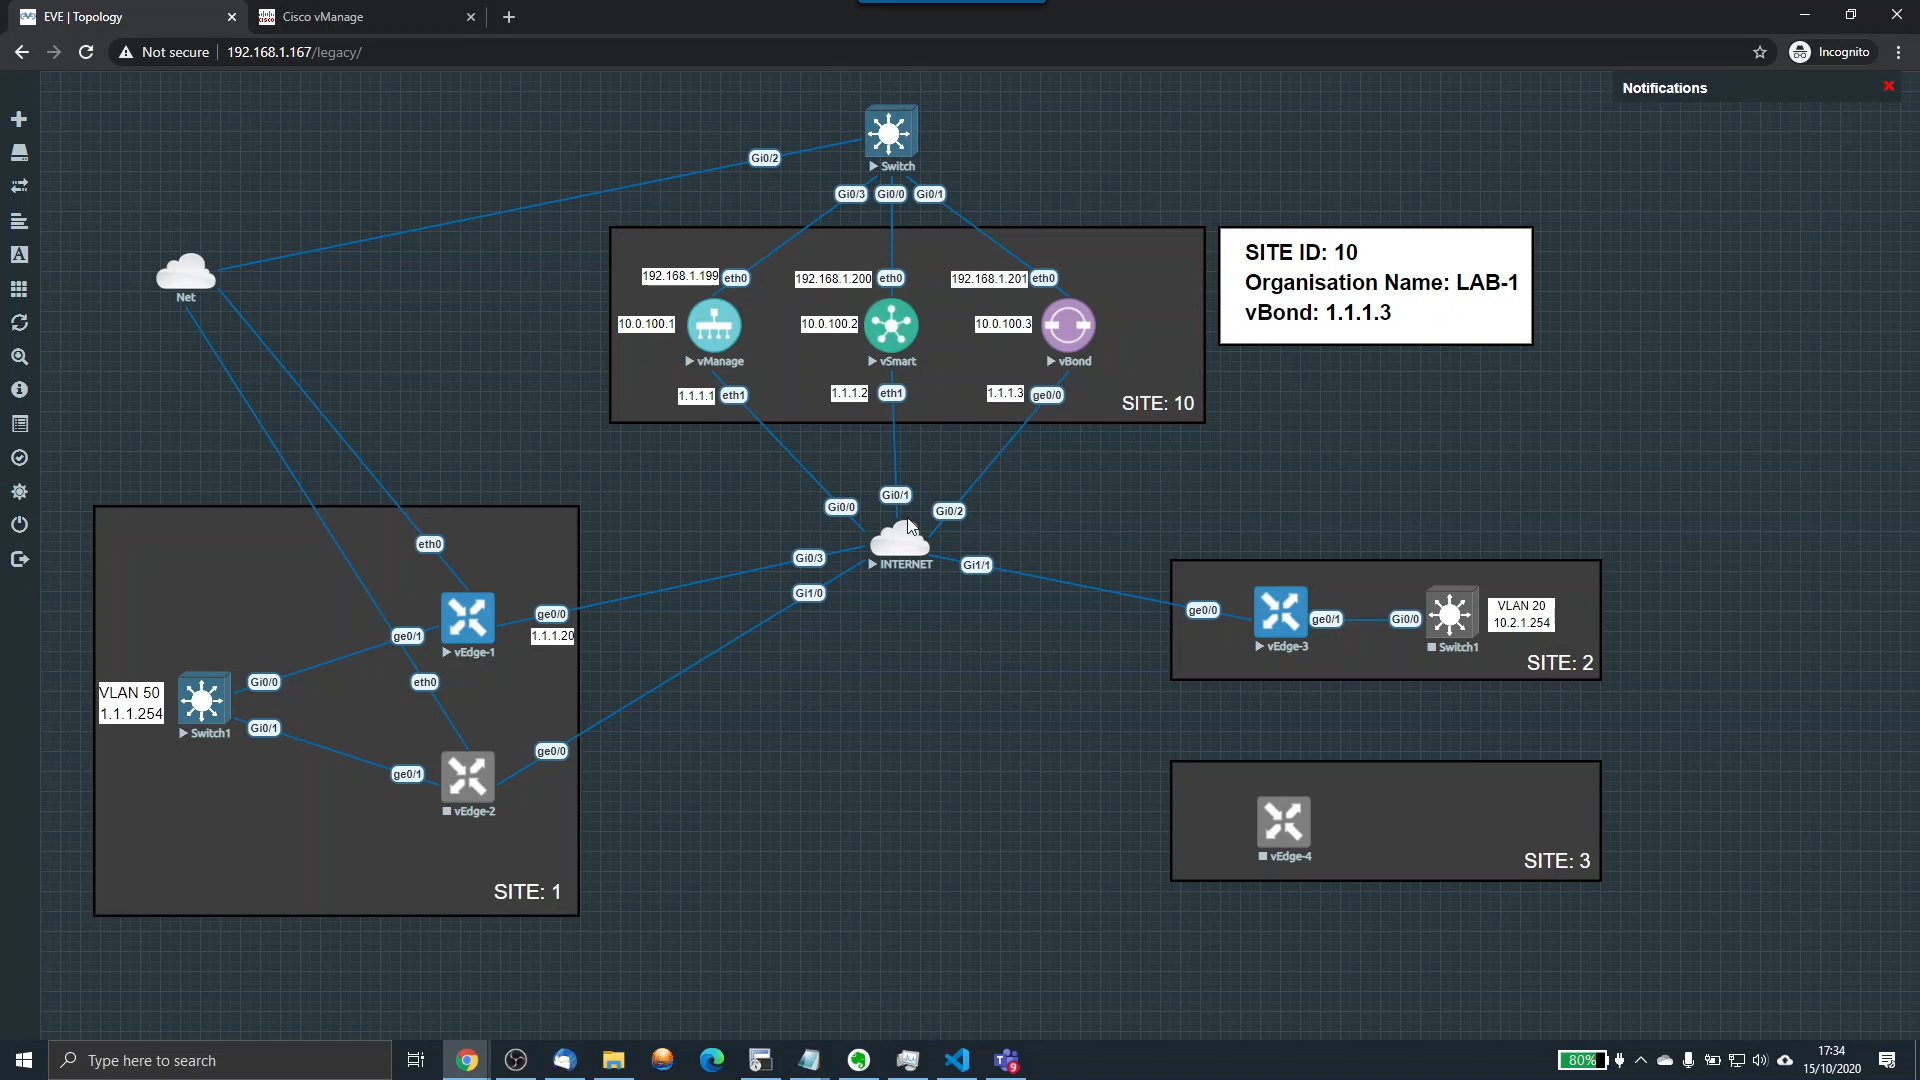 EVE | Topology
Cisco vManage
Not secure
192.168.1.167/legacy/
Incognito
Notifications
Switch
Gi0/2
Gi0/3
Gi0/0
Gi0/1
Net
192.168.1.199
eth0
192.168.1.200
eth0
192.168.1.201
eth0
10.0.100.1
10.0.100.2
10.0.100.3
vManage
vSmart
vBond
1.1.1.1
eth1
1.1.1.2
eth1
1.1.1.3
ge0/0
SITE: 10
SITE ID: 10
Organisation Name: LAB-1
vBond: 1.1.1.3
Gi0/0
Gi0/1
Gi0/2
Gi0/3
INTERNET
Gi1/1
Gi1/0
eth0
ge0/0
1.1.1.20
ge0/1
vEdge-1
Gi0/0
eth0
VLAN 50
1.1.1.254
Switch1
Gi0/1
ge0/0
ge0/1
vEdge-2
SITE: 1
ge0/0
vEdge-3
ge0/1
Gi0/0
Switch1
VLAN 20
10.2.1.254
SITE: 2
vEdge-4
SITE: 3
Type here to search
9
80%
17:34
15/10/2020